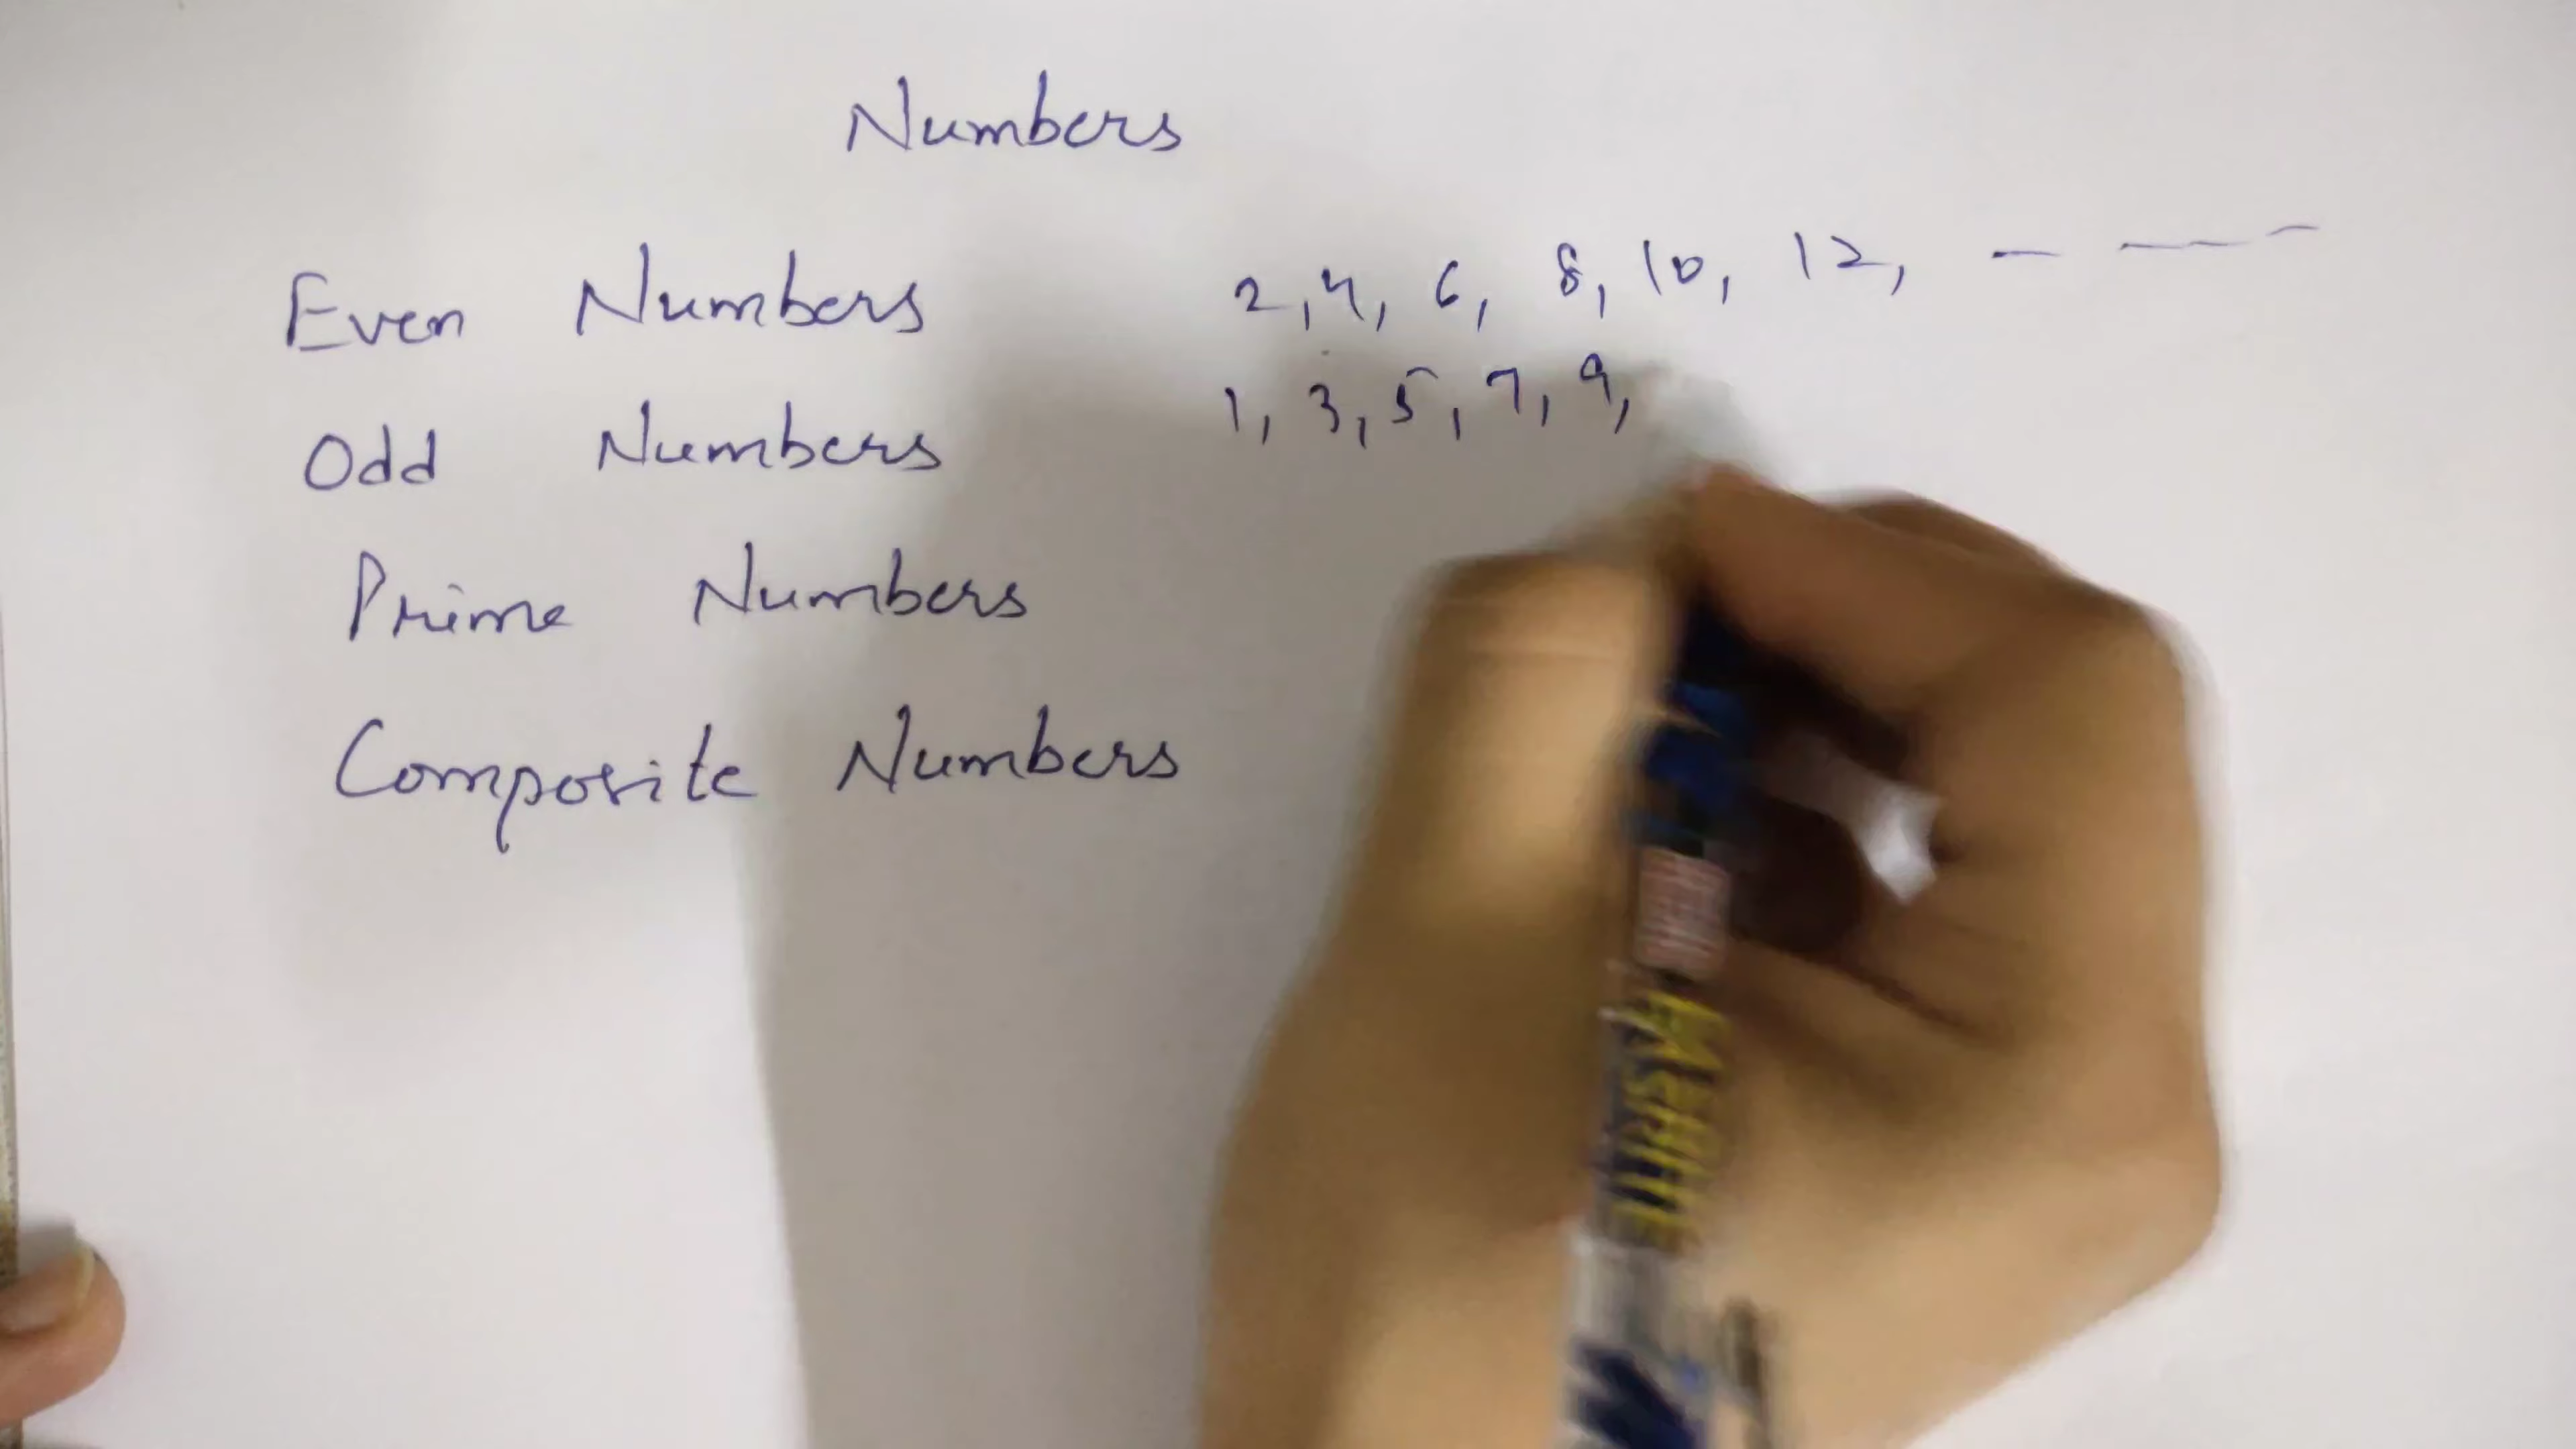 Numbers
Even Numbers 2, 4, 6, 8, 10, 12, — — — —
Odd Numbers 1, 3, 5, 7, 9,
Prime Numbers
Composite Numbers